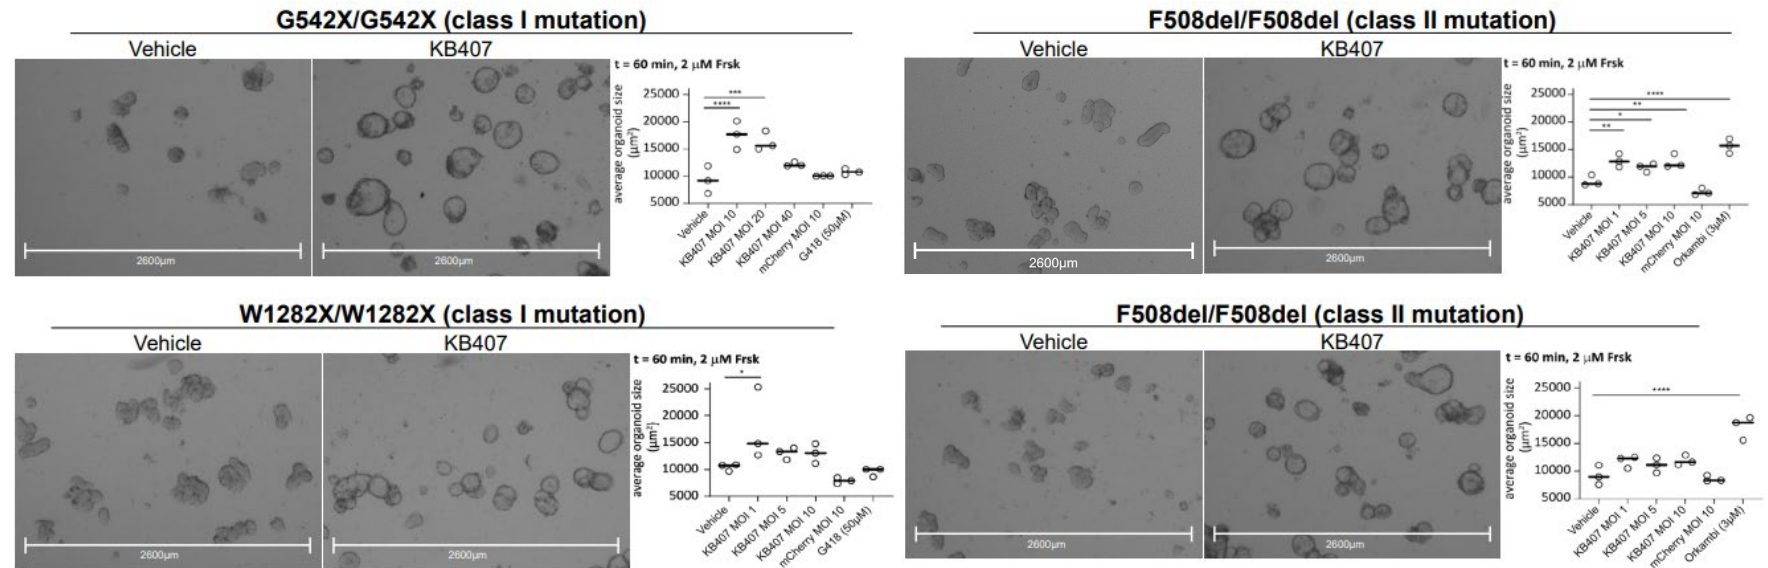 G542X/G542X (class I mutation)
Vehicle
KB407
t = 60 min, 2 μM Frsk
average organoid size
(μm²)
25000
20000
15000
10000
5000
***
****
Vehicle
KB407 MOI 10
KB407 MOI 20
KB407 MOI 40
mCherry MOI 10
G418 (50μM)
2600μm
2600μm
F508del/F508del (class II mutation)
Vehicle
KB407
t = 60 min, 2 μM Frsk
average organoid size
(μm²)
25000
20000
15000
10000
5000
****
**
*
**
Vehicle
KB407 MOI 1
KB407 MOI 5
KB407 MOI 10
mCherry MOI 10
Orkambi (3μM)
2600μm
2600μm
W1282X/W1282X (class I mutation)
Vehicle
KB407
t = 60 min, 2 μM Frsk
average organoid size
(μm²)
25000
20000
15000
10000
5000
*
Vehicle
KB407 MOI 1
KB407 MOI 5
KB407 MOI 10
mCherry MOI 10
G418 (50μM)
2600μm
2600μm
F508del/F508del (class II mutation)
Vehicle
KB407
t = 60 min, 2 μM Frsk
average organoid size
(μm²)
25000
20000
15000
10000
5000
****
Vehicle
KB407 MOI 1
KB407 MOI 5
KB407 MOI 10
mCherry MOI 10
Orkambi (3μM)
2600μm
2600μm